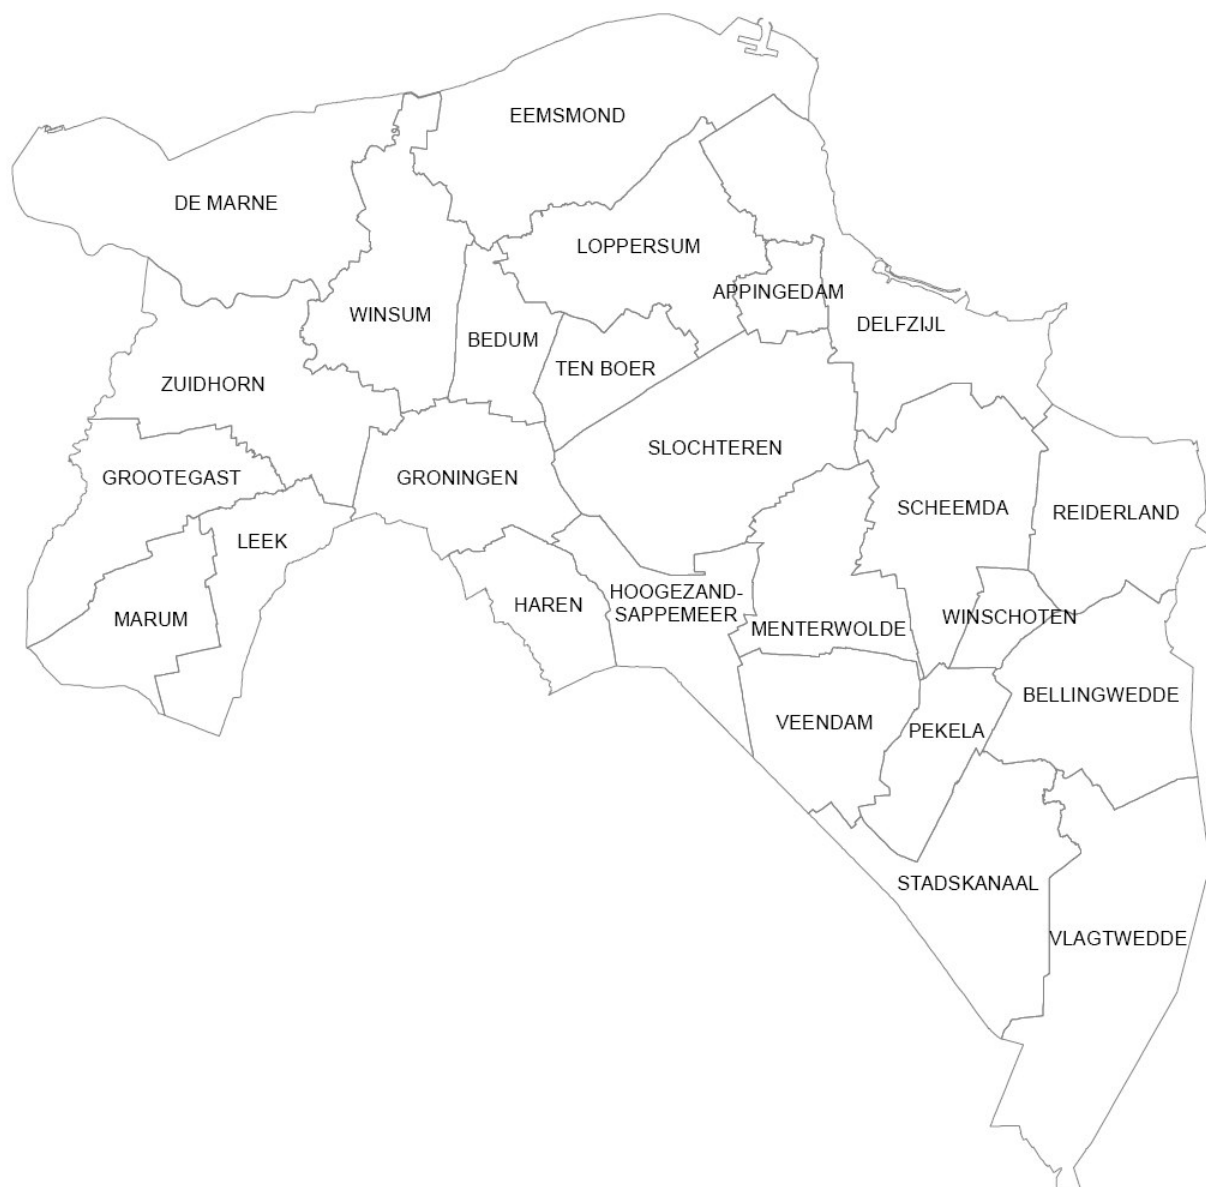 EEMSMOND
DE MARNE
LOPPERSUM
APPINGEDAM
WINSUM
DELFZIJL
BEDUM
TEN BOER
ZUIDHORN
SLOCHTEREN
GROOTEGAST
GRONINGEN
SCHEEMDA
REIDERLAND
LEEK
HOOGEZAND-
SAPPEMEER
HAREN
MARUM
WINSCHOTEN
MENTERWOLDE
BELLINGWEDDE
VEENDAM
PEKELA
STADSKANAAL
VLAGTWEDDE